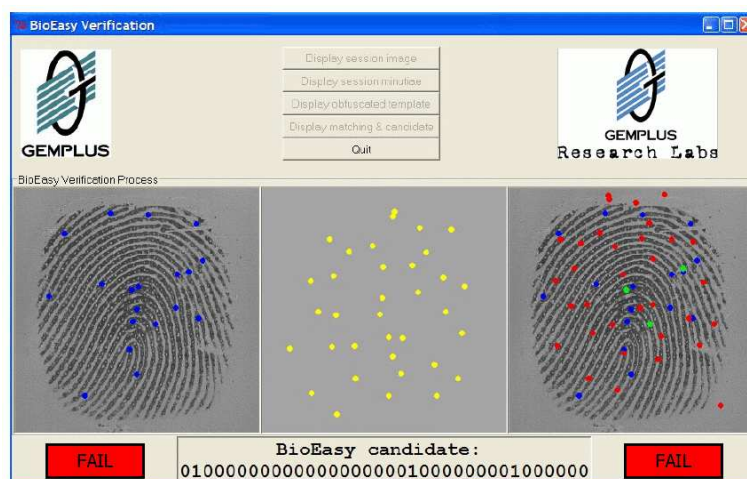 BioEasy Verification
Display session image
Display session minutiae
Display obfuscated template
Display matching & candidate
Quit
GEMPLUS
GEMPLUS
Research Labs
BioEasy Verification Process
BioEasy candidate:
FAIL
FAIL